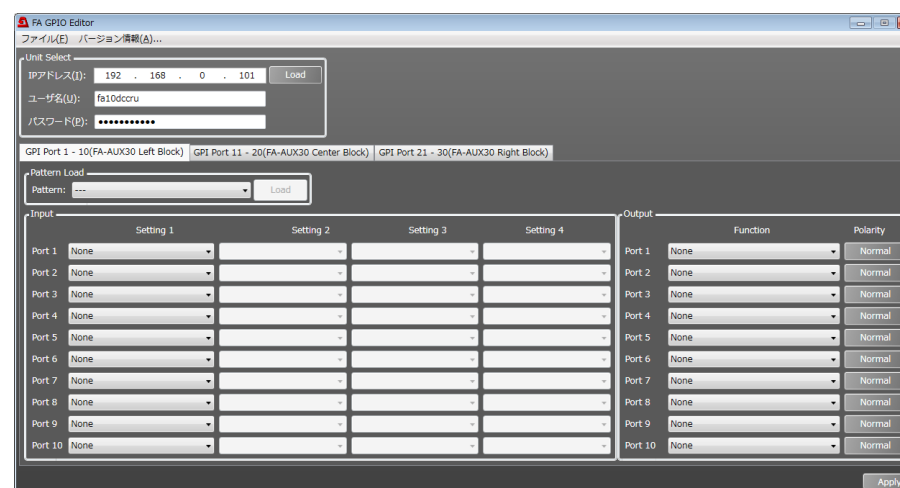 FA GPIO Editor
ファイル(F) バージョン情報(A)...
Unit Select
IPアドレス(I): 192 . 168 . 0 . 101 Load
ユーザ名(U): fa10dccru
パスワード(P): ●●●●●●●●●●●
GPI Port 1 - 10(FA-AUX30 Left Block) GPI Port 11 - 20(FA-AUX30 Center Block) GPI Port 21 - 30(FA-AUX30 Right Block)
Pattern Load
Pattern: --- Load
Input Output
Setting 1 Setting 2 Setting 3 Setting 4 Function Polarity
Port 1 None Port 1 None Normal
Port 2 None Port 2 None Normal
Port 3 None Port 3 None Normal
Port 4 None Port 4 None Normal
Port 5 None Port 5 None Normal
Port 6 None Port 6 None Normal
Port 7 None Port 7 None Normal
Port 8 None Port 8 None Normal
Port 9 None Port 9 None Normal
Port 10 None Port 10 None Normal
Apply